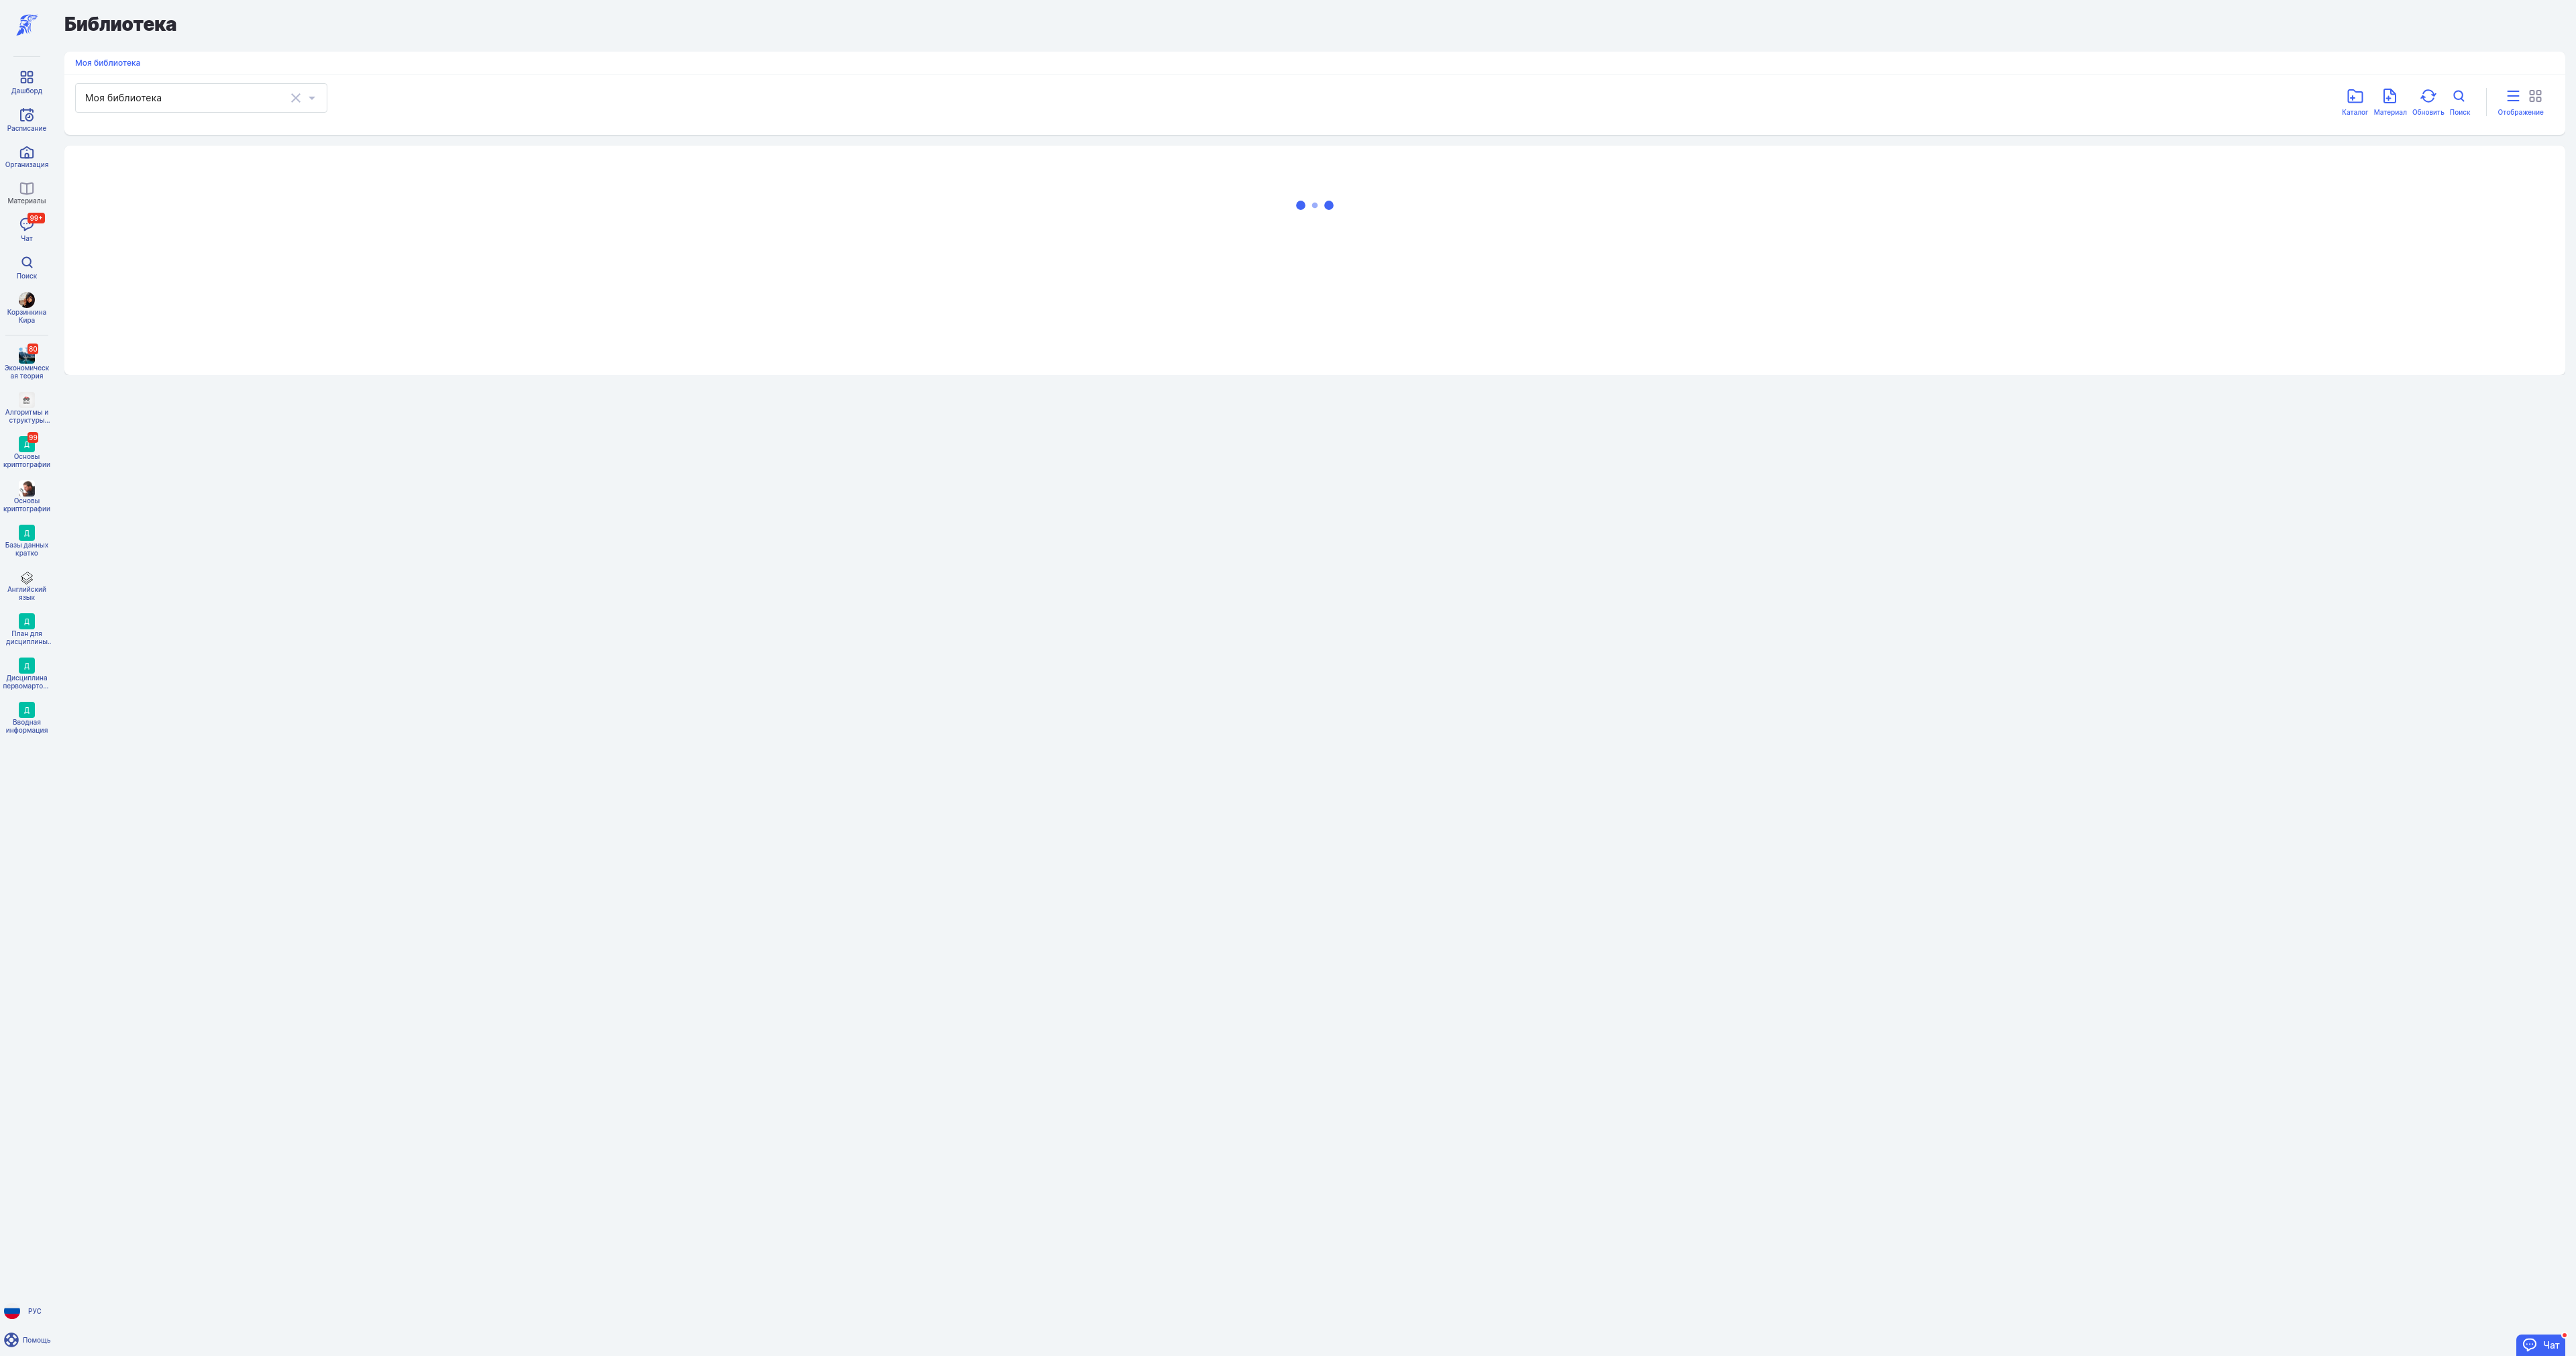 Библиотека
Моя библиотека
Моя библиотека
Каталог
Материал
Обновить
Поиск
Отображение
Дашборд
Расписание
Организация
Материалы
99+
Чат
Поиск
Корзинкина
Кира
80
Экономическ
ая теория
Алгоритмы и
структуры...
Д
99
Основы
криптографии
Основы
криптографии
Д
Базы данных
кратко
Английский
язык
Д
План для
дисциплины..
Д
Дисциплина
первомарто...
Д
Вводная
информация
РУС
Помощь
Чат